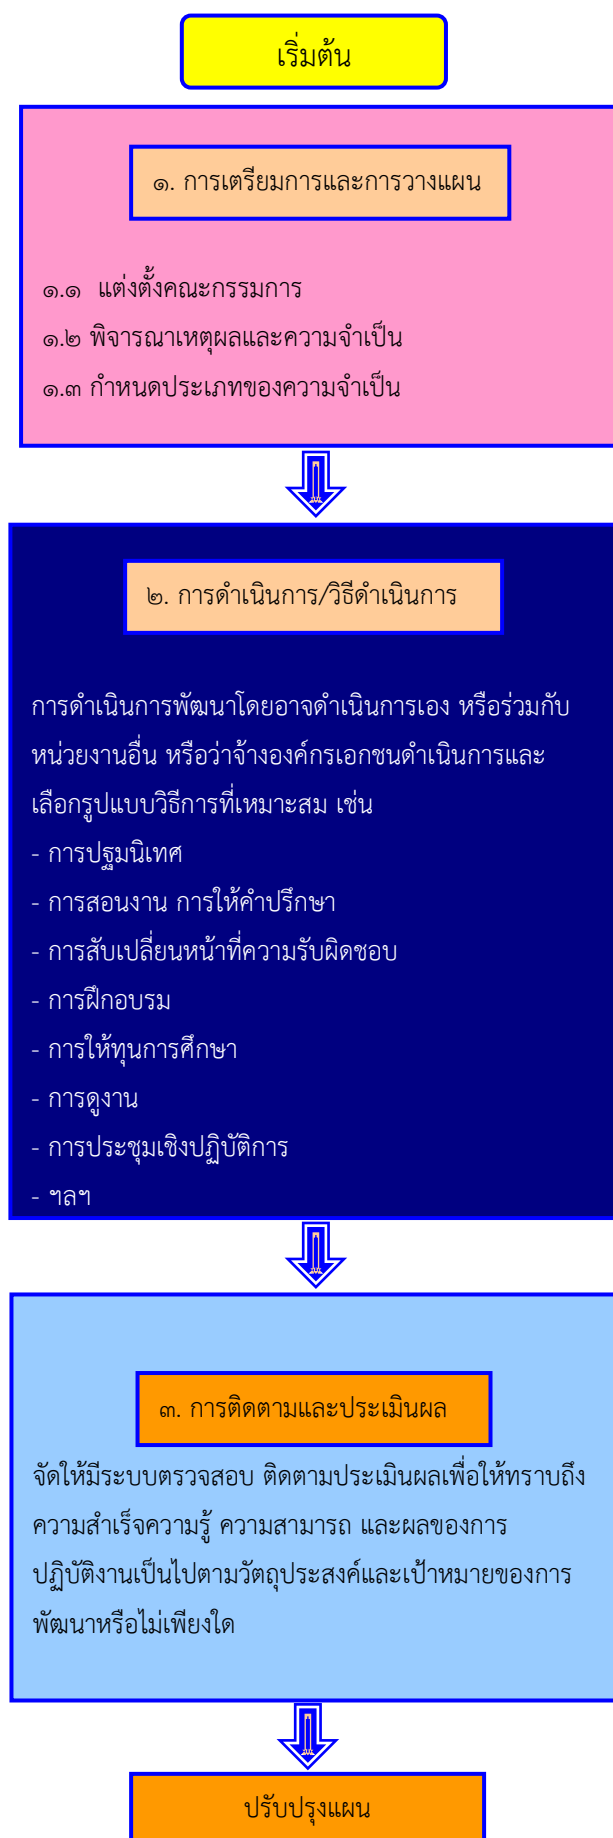 เริ่มต้น
๑. การเตรียมการและการวางแผน
๑.๑ แต่งตั้งคณะกรรมการ
๑.๒ พิจารณาเหตุผลและความจำเป็น
๑.๓ กำหนดประเภทของความจำเป็น
๒. การดำเนินการ/วิธีดำเนินการ
การดำเนินการพัฒนาโดยอาจดำเนินการเอง หรือร่วมกับ
หน่วยงานอื่น หรือว่าจ้างองค์กรเอกชนดำเนินการและ
เลือกรูปแบบวิธีการที่เหมาะสม เช่น
- การปฐมนิเทศ
- การสอนงาน การให้คำปรึกษา
- การสับเปลี่ยนหน้าที่ความรับผิดชอบ
- การฝึกอบรม
- การให้ทุนการศึกษา
- การดูงาน
- การประชุมเชิงปฏิบัติการ
- ฯลฯ
๓. การติดตามและประเมินผล
จัดให้มีระบบตรวจสอบ ติดตามประเมินผลเพื่อให้ทราบถึง
ความสำเร็จความรู้ ความสามารถ และผลของการ
ปฏิบัติงานเป็นไปตามวัตถุประสงค์และเป้าหมายของการ
พัฒนาหรือไม่เพียงใด
ปรับปรุงแผน